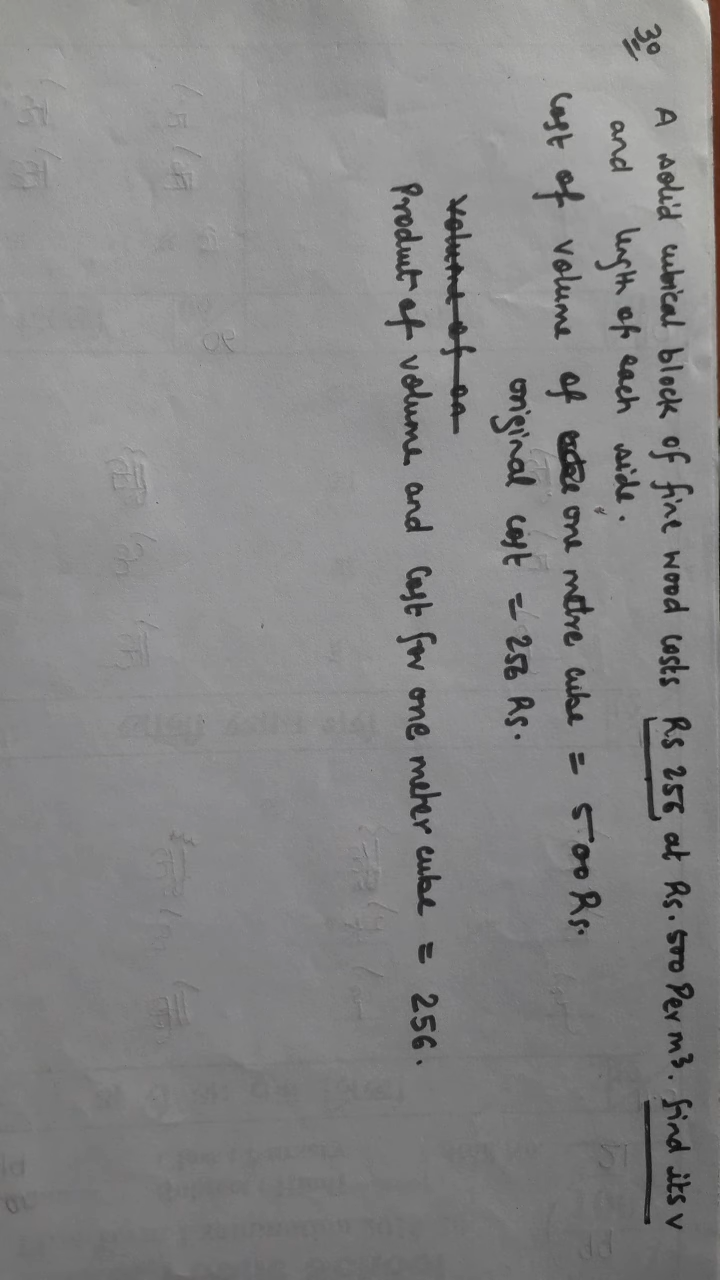 30 A solid cubical block of fine wood costs Rs 256 at Rs. 500 Per m3. find its v
and length of each side.
Cost of volume of one metre cube = 500 Rs.
original cost = 256 Rs.
Volume of
Product of volume and Cost for one meter cube = 256.